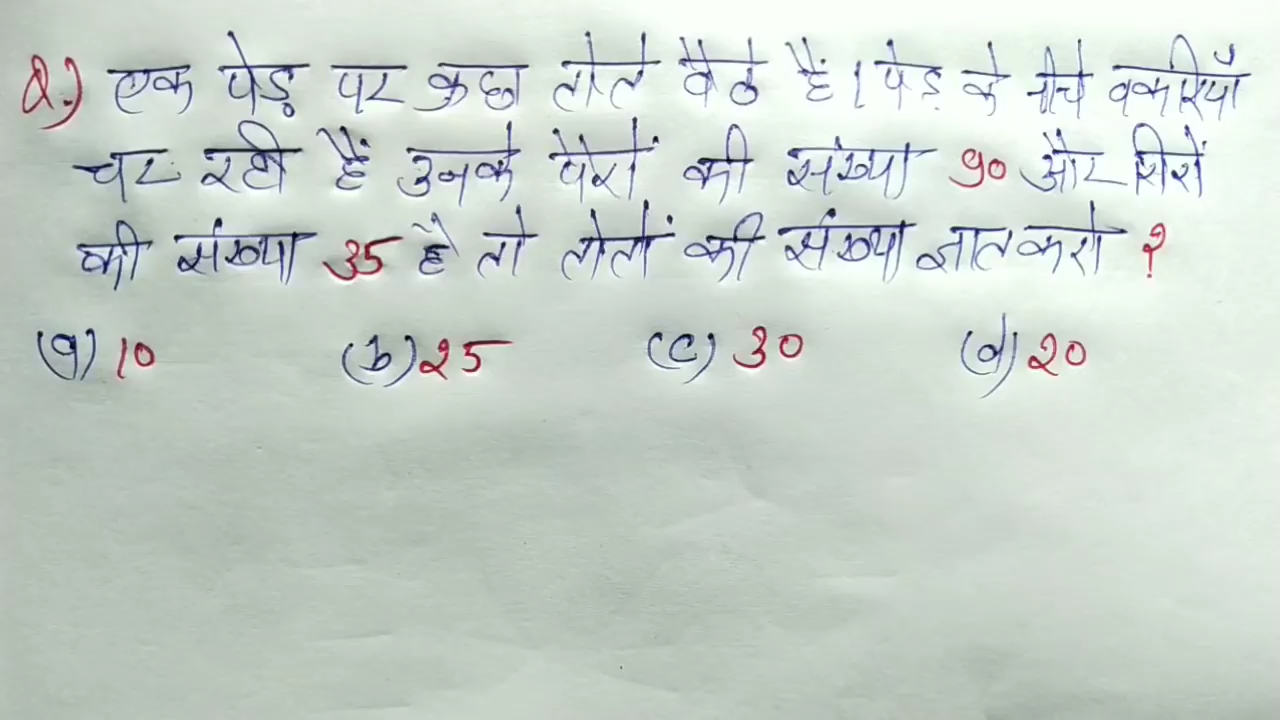 Q.) एक पेड़ पर कुछ तोते बैठे हैं। पेड़ के नीचे बकरियाँ
चर रही हैं उनके पैरों की संख्या 90 और सिरों
की संख्या 35 है तो तोतों की संख्या ज्ञात करो ?
(a) 10 (b) 25 (c) 30 (d) 20